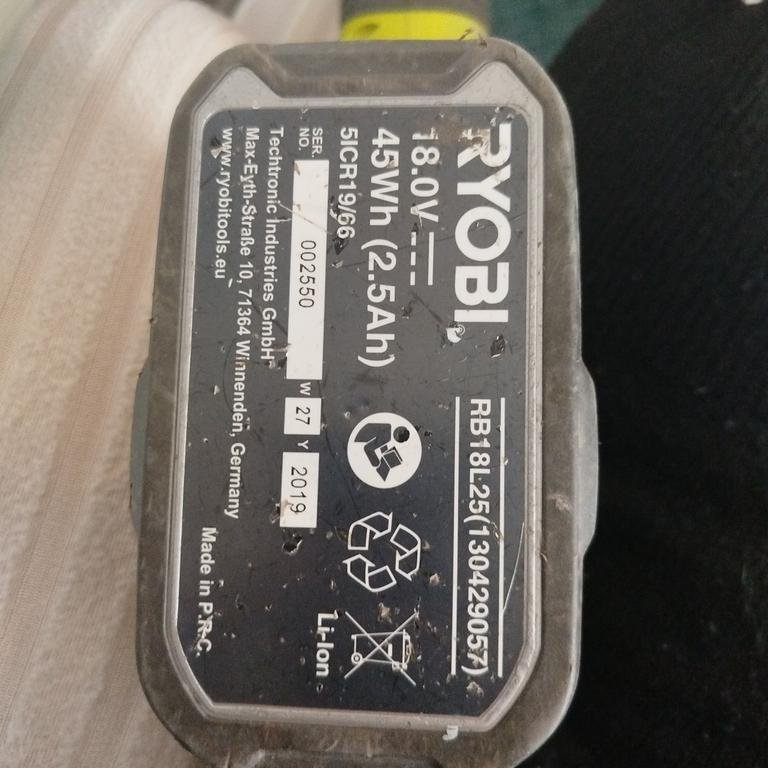 RYOBI
RB18L25(130429057)
18.0V
45Wh (2.5Ah)
5ICR19/66
SER. NO. 002550 W 27 Y 2019
Li-Ion
Techtronic Industries GmbH
Max-Eyth-Straße 10, 71364 Winnenden, Germany
www.ryobitools.eu
Made in P.R.C.